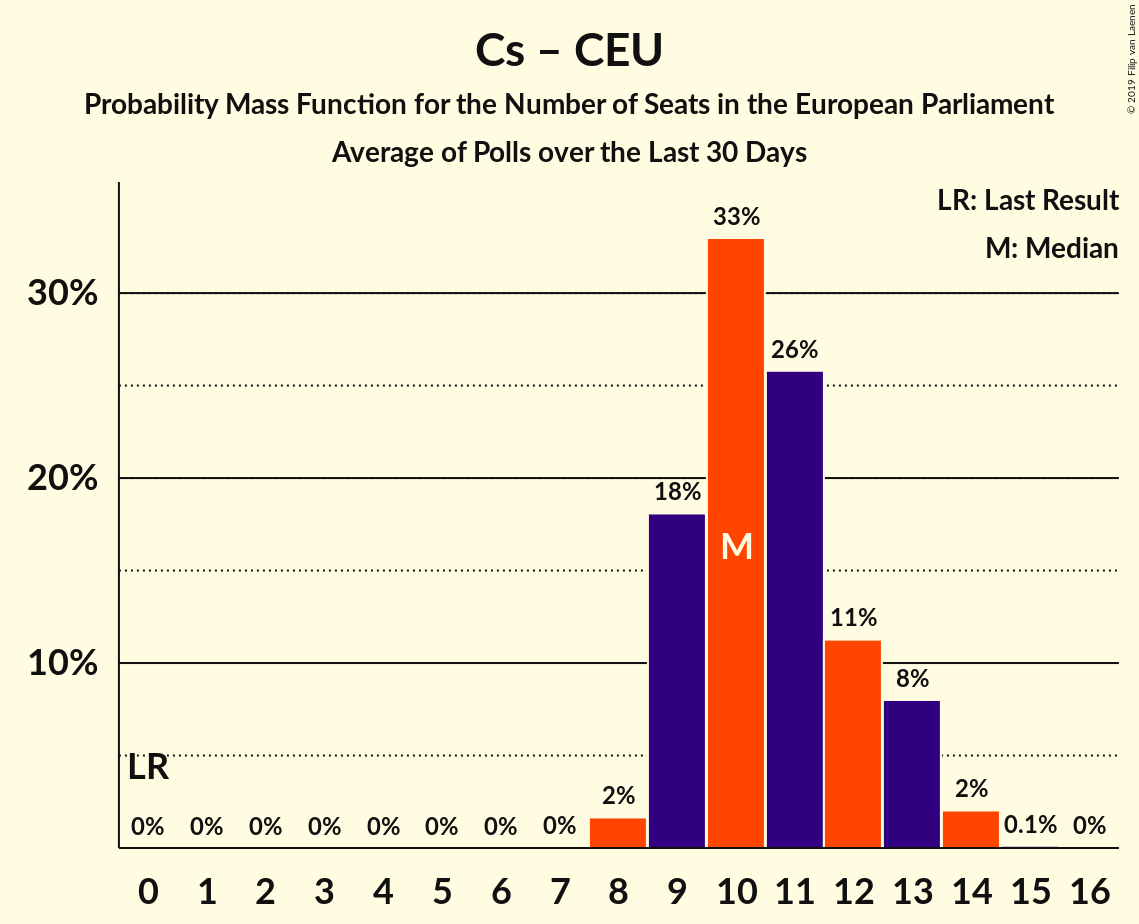 Cs – CEU
Probability Mass Function for the Number of Seats in the European Parliament
Average of Polls over the Last 30 Days
© 2019 Filip van Laenen
LR: Last Result
M: Median
33%
30%
26%
20%
18%
M
11%
10%
8%
LR
2%
2%
0% 0% 0% 0% 0% 0% 0% 0% 0.1% 0%
0 1 2 3 4 5 6 7 8 9 10 11 12 13 14 15 16